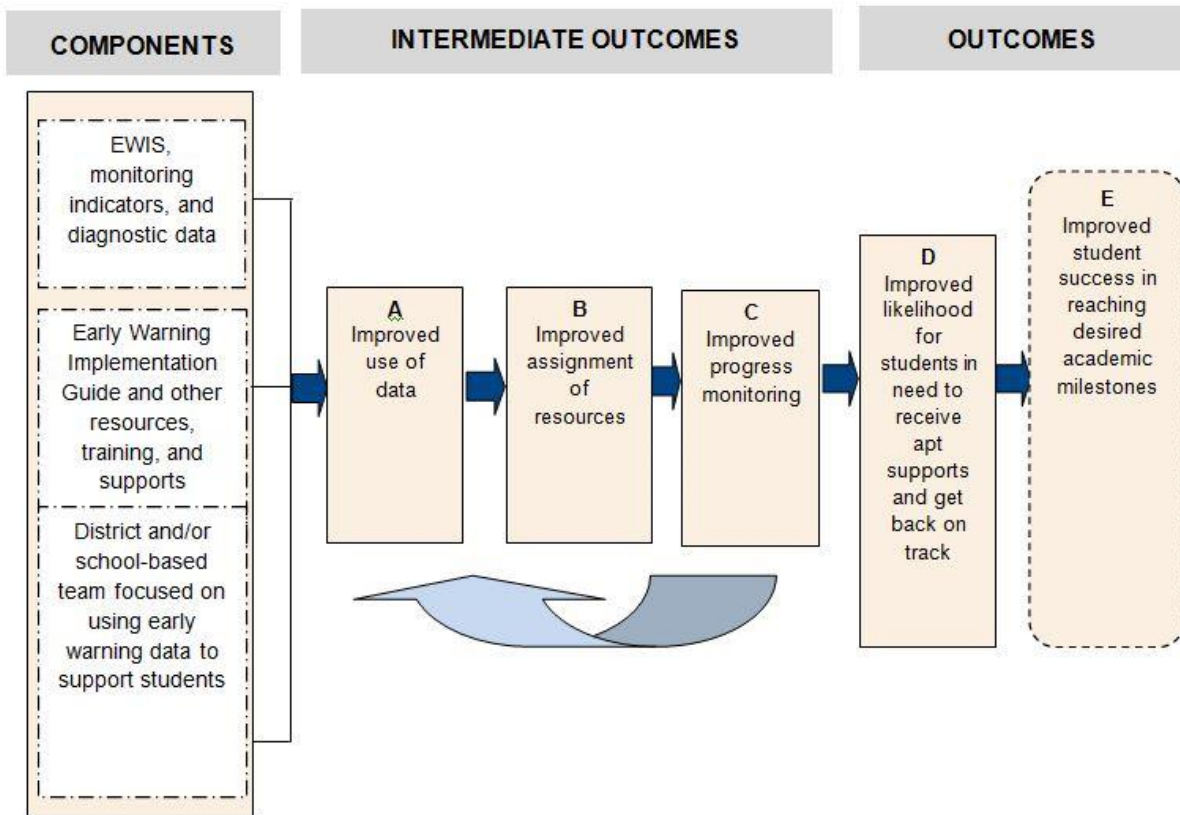 COMPONENTS
INTERMEDIATE OUTCOMES
OUTCOMES
EWIS,
monitoring
indicators, and
diagnostic data
Early Warning
Implementation
Guide and other
resources,
training, and
supports
District and/or
school-based
team focused on
using early
warning data to
support students
A
Improved
use of
data
B
Improved
assignment
of
resources
C
Improved
progress
monitoring
D
Improved
likelihood
for
students in
need to
receive
apt
supports
and get
back on
track
E
Improved
student
success in
reaching
desired
academic
milestones